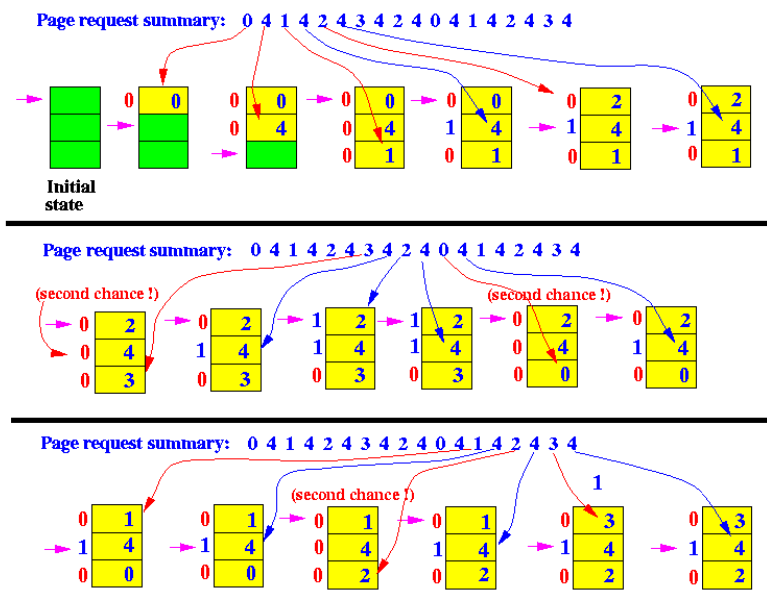 Page request summary: 0 4 1 4 2 4 3 4 2 4 0 4 1 4 2 4 3 4
0 0 0 0 0 0 0 0 0 2 0 2
0 4 0 4 1 4 1 4 1 4
0 1 0 1 0 1 0 1
Initial
state
Page request summary: 0 4 1 4 2 4 3 4 2 4 0 4 1 4 2 4 3 4
(second chance !) (second chance !)
0 2 0 2 1 2 1 2 0 2 0 2
0 4 1 4 1 4 1 4 0 4 1 4
0 3 0 3 0 3 0 3 0 0 0 0
Page request summary: 0 4 1 4 2 4 3 4 2 4 0 4 1 4 2 4 3 4
1
(second chance !)
0 1 0 1 0 1 0 1 0 3 0 3
1 4 1 4 0 4 1 4 1 4 1 4
0 0 0 0 0 2 0 2 0 2 0 2